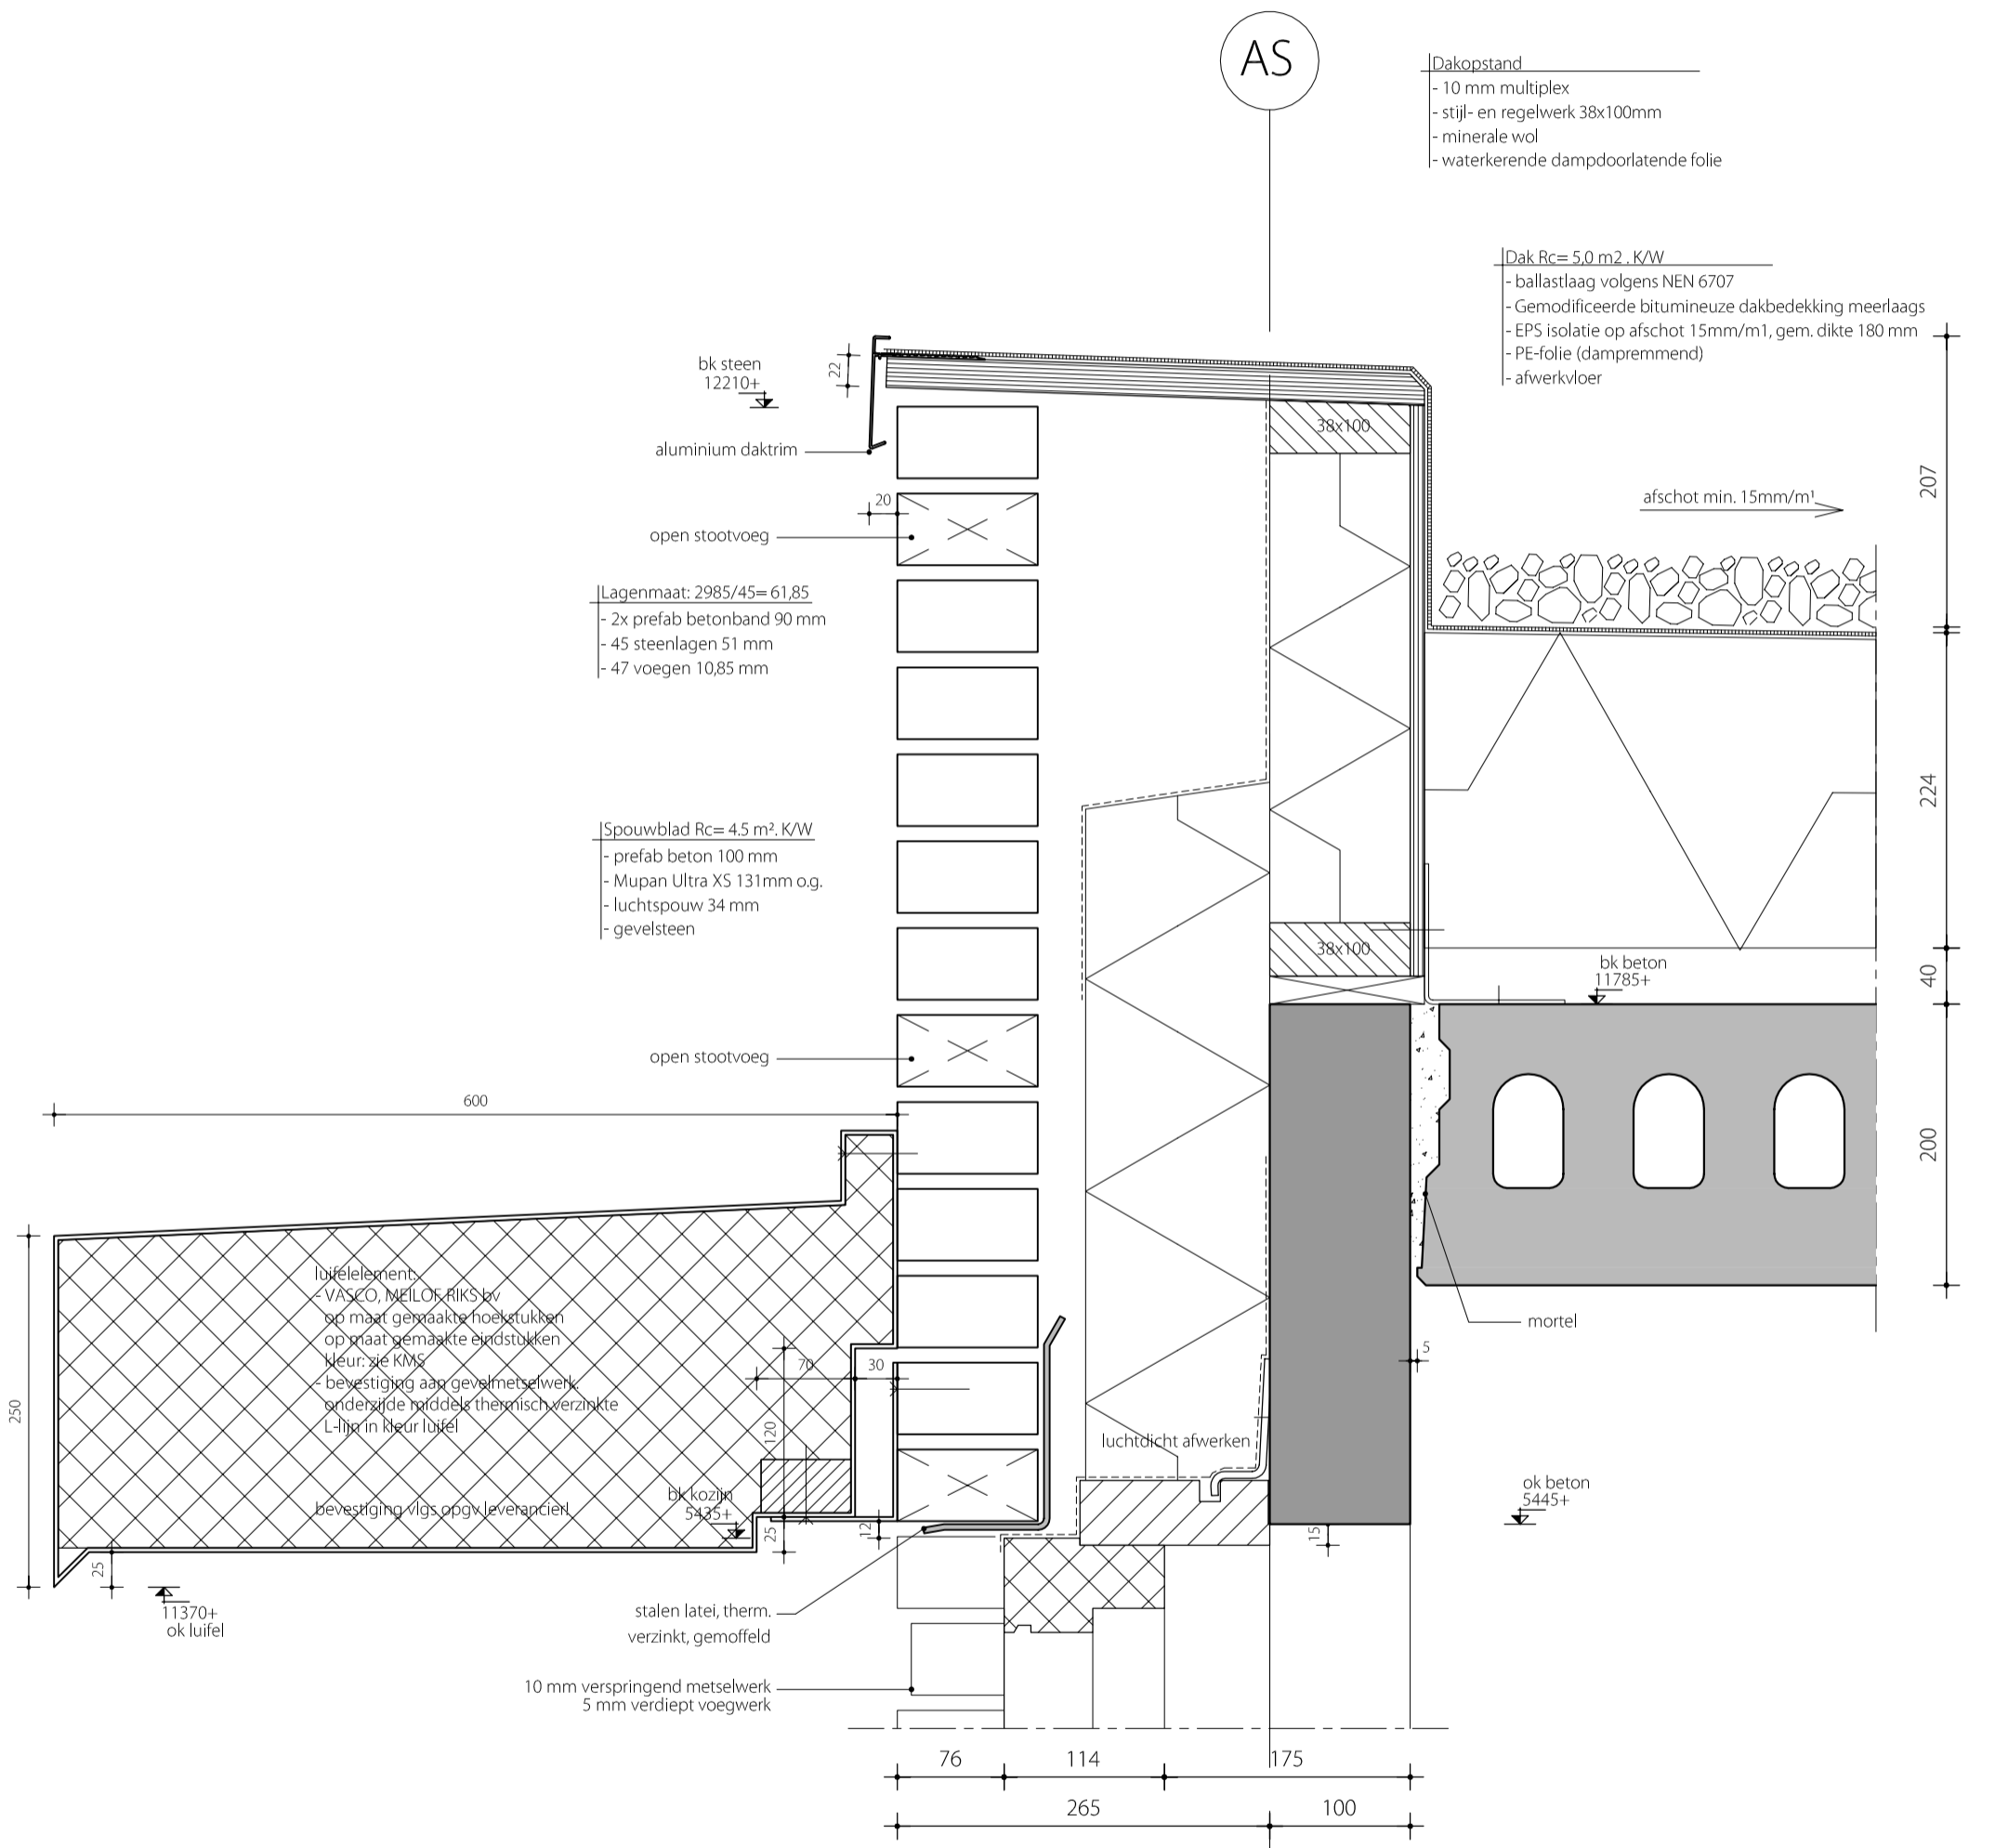 AS
Dakopstand
- 10 mm multiplex
- stijl- en regelwerk 38x100mm
- minerale wol
- waterkerende dampdoorlatende folie
Dak Rc= 5,0 m2 . K/W
- ballastlaag volgens NEN 6707
- Gemodificeerde bitumineuze dakbedekking meerlaags
- EPS isolatie op afschot 15mm/m1, gem. dikte 180 mm
- PE-folie (dampremmend)
- afwerkvloer
bk steen
12210+
22
aluminium daktrim
38x100
207
afschot min. 15mm/m¹
20
open stootvoeg
Lagenmaat: 2985/45= 61,85
- 2x prefab betonband 90 mm
- 45 steenlagen 51 mm
- 47 voegen 10,85 mm
224
Spouwblad Rc= 4.5 m². K/W
- prefab beton 100 mm
- Mupan Ultra XS 131mm o.g.
- luchtspouw 34 mm
- gevelsteen
38x100
bk beton
11785+
40
open stootvoeg
600
200
luifelelement:
- VASCO, MEILOF RIKS bv
op maat gemaakte hoekstukken
op maat gemaakte eindstukken
kleur: zie KMS
- bevestiging aan gevelmetselwerk.
onderzijde middels thermisch verzinkte
L-lijn in kleur luifel
mortel
5
70
30
250
120
luchtdicht afwerken
bevestiging vlgs opgv leverancier!
bk kozijn
5435+
ok beton
5445+
25
12
15
25
11370+
ok luifel
stalen latei, therm.
verzinkt, gemoffeld
10 mm verspringend metselwerk
5 mm verdiept voegwerk
76
114
175
265
100